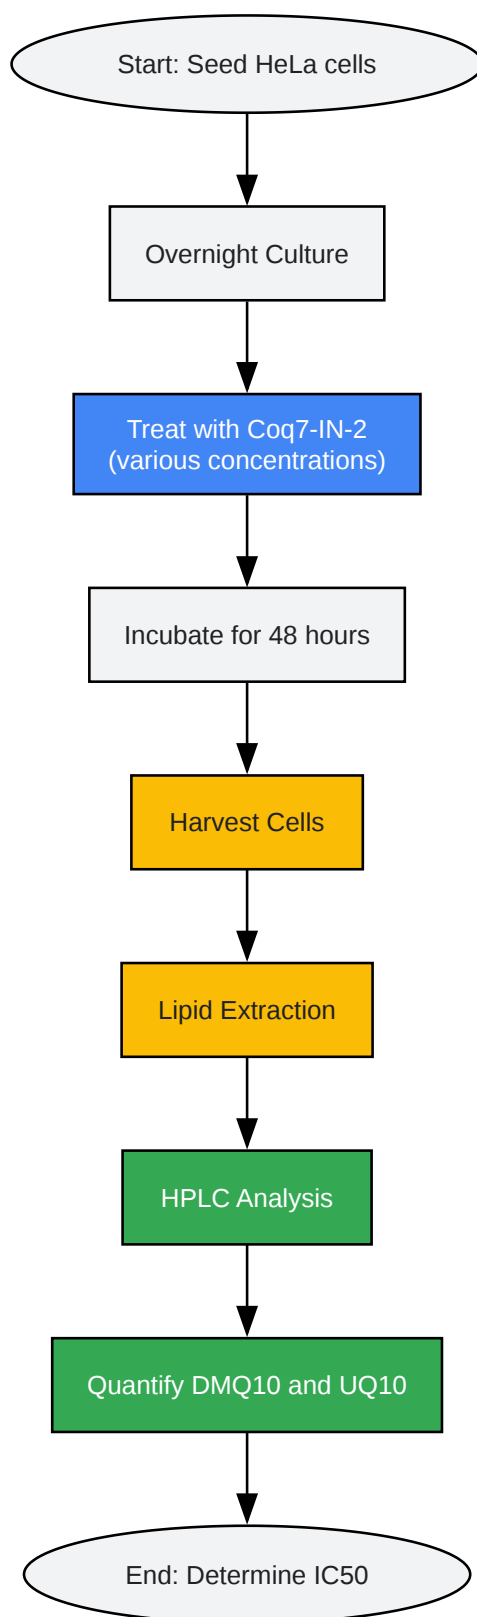 Start: Seed HeLa cells
Overnight Culture
Treat with Coq7-IN-2
(various concentrations)
Incubate for 48 hours
Harvest Cells
Lipid Extraction
HPLC Analysis
Quantify DMQ10 and UQ10
End: Determine IC50